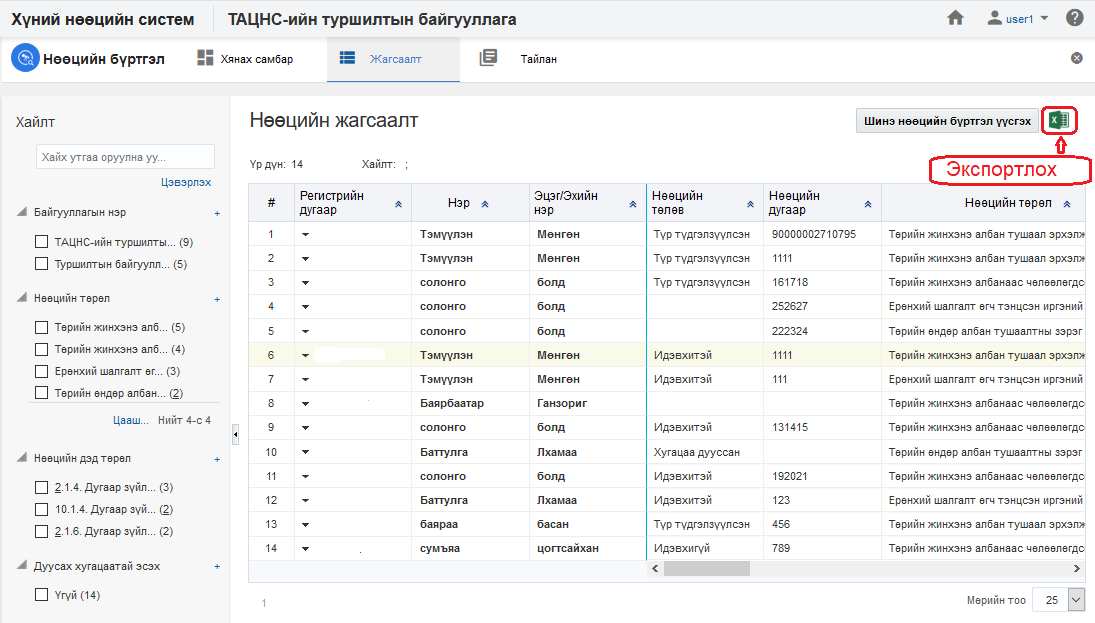 Хүний нөөцийн систем ТАЦНС-ийн туршилтын байгууллага user1
Нөөцийн бүртгэл Хянах самбар Жагсаалт Тайлан
Хайлт
Хайх утгаа оруулна уу...
Цэвэрлэх
Байгууллагын нэр +
ТАЦНС-ийн туршилты... (9)
Туршилтын байгуулл... (5)
Нөөцийн төрөл +
Төрийн жинхэнэ алб... (5)
Төрийн жинхэнэ алб... (4)
Ерөнхий шалгалт өг... (3)
Төрийн өндөр албан... (2)
Цааш... Нийт 4-с 4
Нөөцийн дэд төрөл +
2.1.4. Дугаар зүйл... (3)
10.1.4. Дугаар зүй... (2)
2.1.6. Дугаар зүйл... (2)
Дуусах хугацаатай эсэх +
Үгүй (14)
Нөөцийн жагсаалт
Шинэ нөөцийн бүртгэл үүсгэх
Экспортлох
Үр дүн: 14 Хайлт: ;
# Регистрийн дугаар Нэр Эцэг/Эхийн нэр Нөөцийн төлөв Нөөцийн дугаар Нөөцийн төрөл
1 Тэмүүлэн Мөнгөн Түр түдгэлзүүлсэн 90000002710795 Төрийн жинхэнэ албан тушаал эрхэлж
2 Тэмүүлэн Мөнгөн Түр түдгэлзүүлсэн 1111 Төрийн жинхэнэ албан тушаал эрхэлж
3 солонго болд Түр түдгэлзүүлсэн 161718 Төрийн жинхэнэ албанаас чөлөөлөгдс
4 солонго болд 252627 Ерөнхий шалгалт өгч тэнцсэн иргэний
5 солонго болд 222324 Төрийн өндөр албан тушаалтны зэрэг
6 Тэмүүлэн Мөнгөн Идэвхитэй 1111 Төрийн жинхэнэ албан тушаал эрхэлж
7 Тэмүүлэн Мөнгөн Идэвхитэй 111 Ерөнхий шалгалт өгч тэнцсэн иргэний
8 Баярбаатар Ганзориг Төрийн жинхэнэ албанаас чөлөөлөгдс
9 солонго болд Идэвхитэй 131415 Төрийн жинхэнэ албанаас чөлөөлөгдс
10 Баттулга Лхамаа Хугацаа дууссан Төрийн өндөр албан тушаалтны зэрэг
11 солонго болд Идэвхитэй 192021 Төрийн жинхэнэ албанаас чөлөөлөгдс
12 Баттулга Лхамаа Идэвхитэй 123 Ерөнхий шалгалт өгч тэнцсэн иргэний
13 баяраа басан Түр түдгэлзүүлсэн 456 Төрийн жинхэнэ албан тушаал эрхэлж
14 сумъяа цогтсайхан Идэвхигүй 789 Төрийн жинхэнэ албанаас чөлөөлөгдс
1 Мөрийн тоо 25